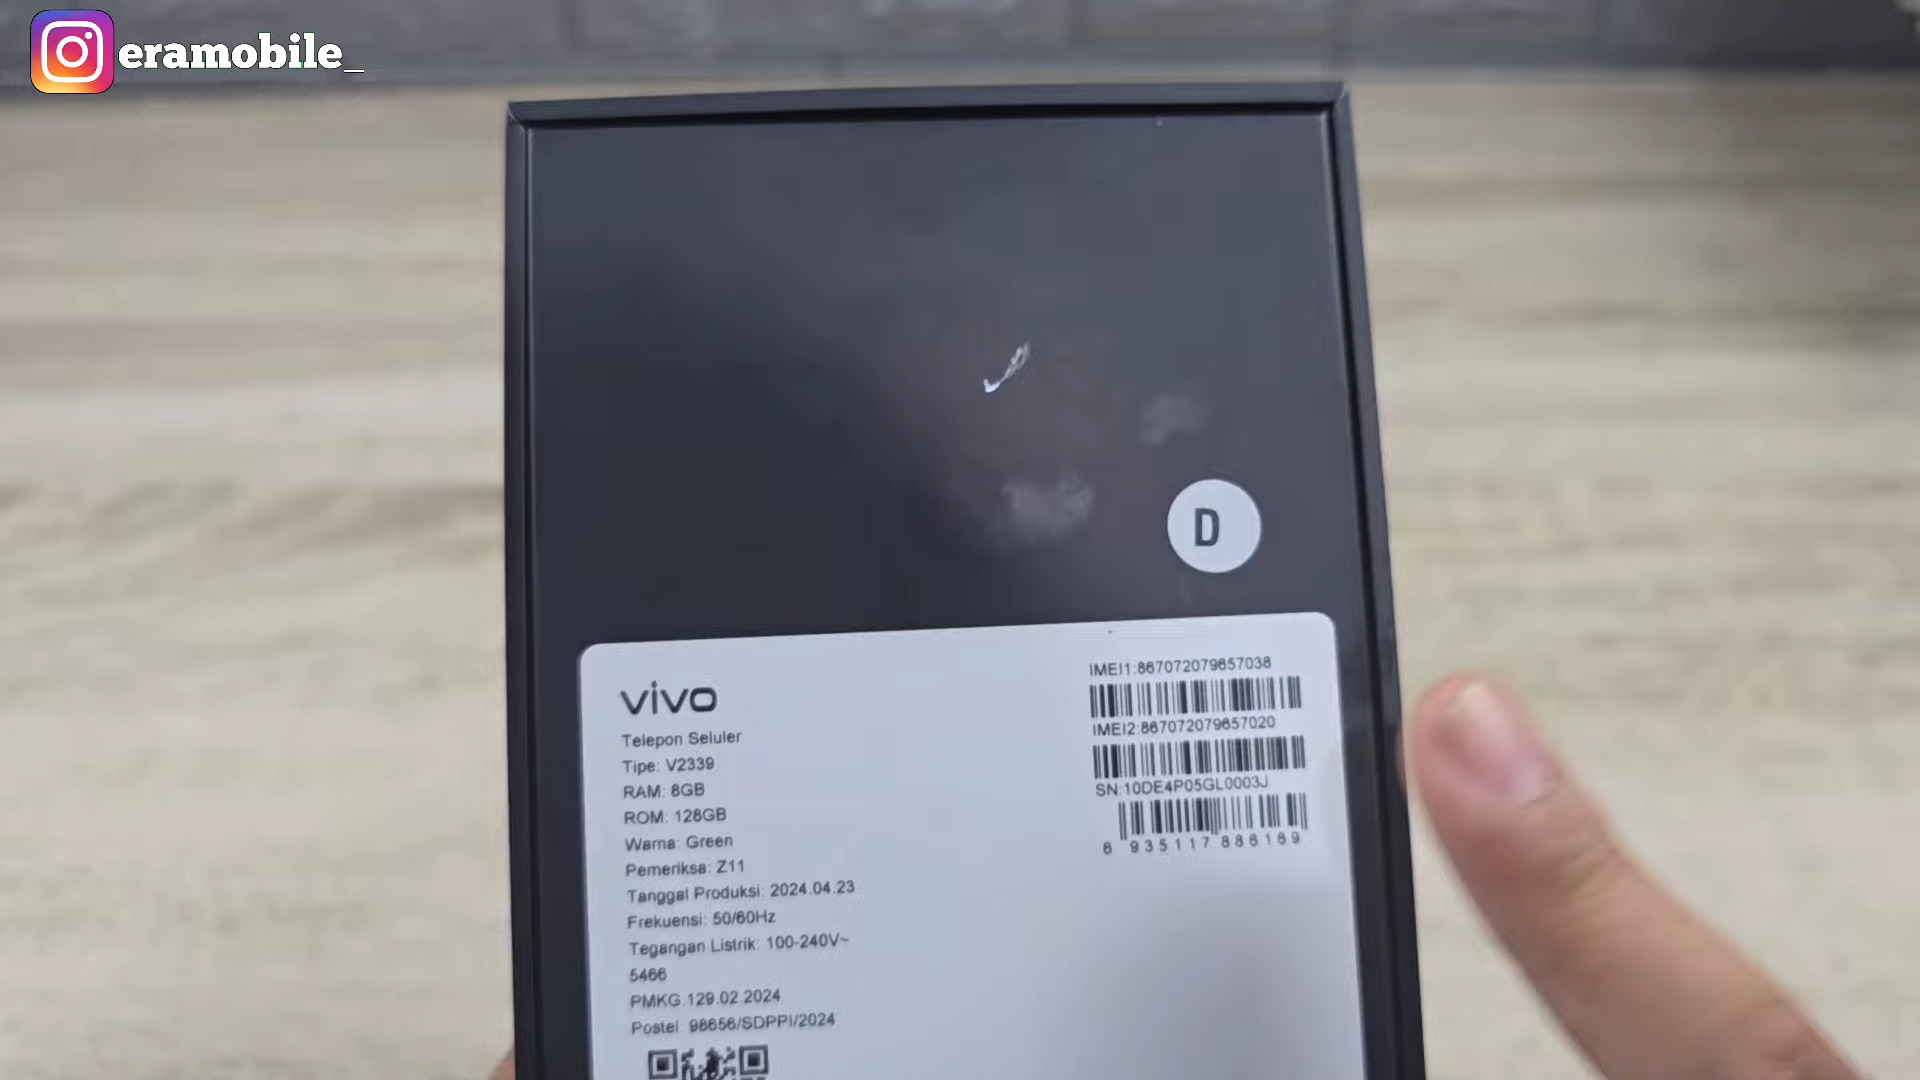 eramobile_
D
vivo
Telepon Seluler
Tipe: V2339
RAM: 8GB
ROM: 128GB
Warna: Green
Pemeriksa: Z11
Tanggal Produksi: 2024.04.23
Frekuensi: 50/60Hz
Tegangan Listrik: 100-240V~
5466
PMKG.129.02 2024
Postel: 98656/SDPPI/2024
IMEI1:867072079657038
IMEI2:867072079657020
SN:10DE4P05GL0003J
6 935117 886169